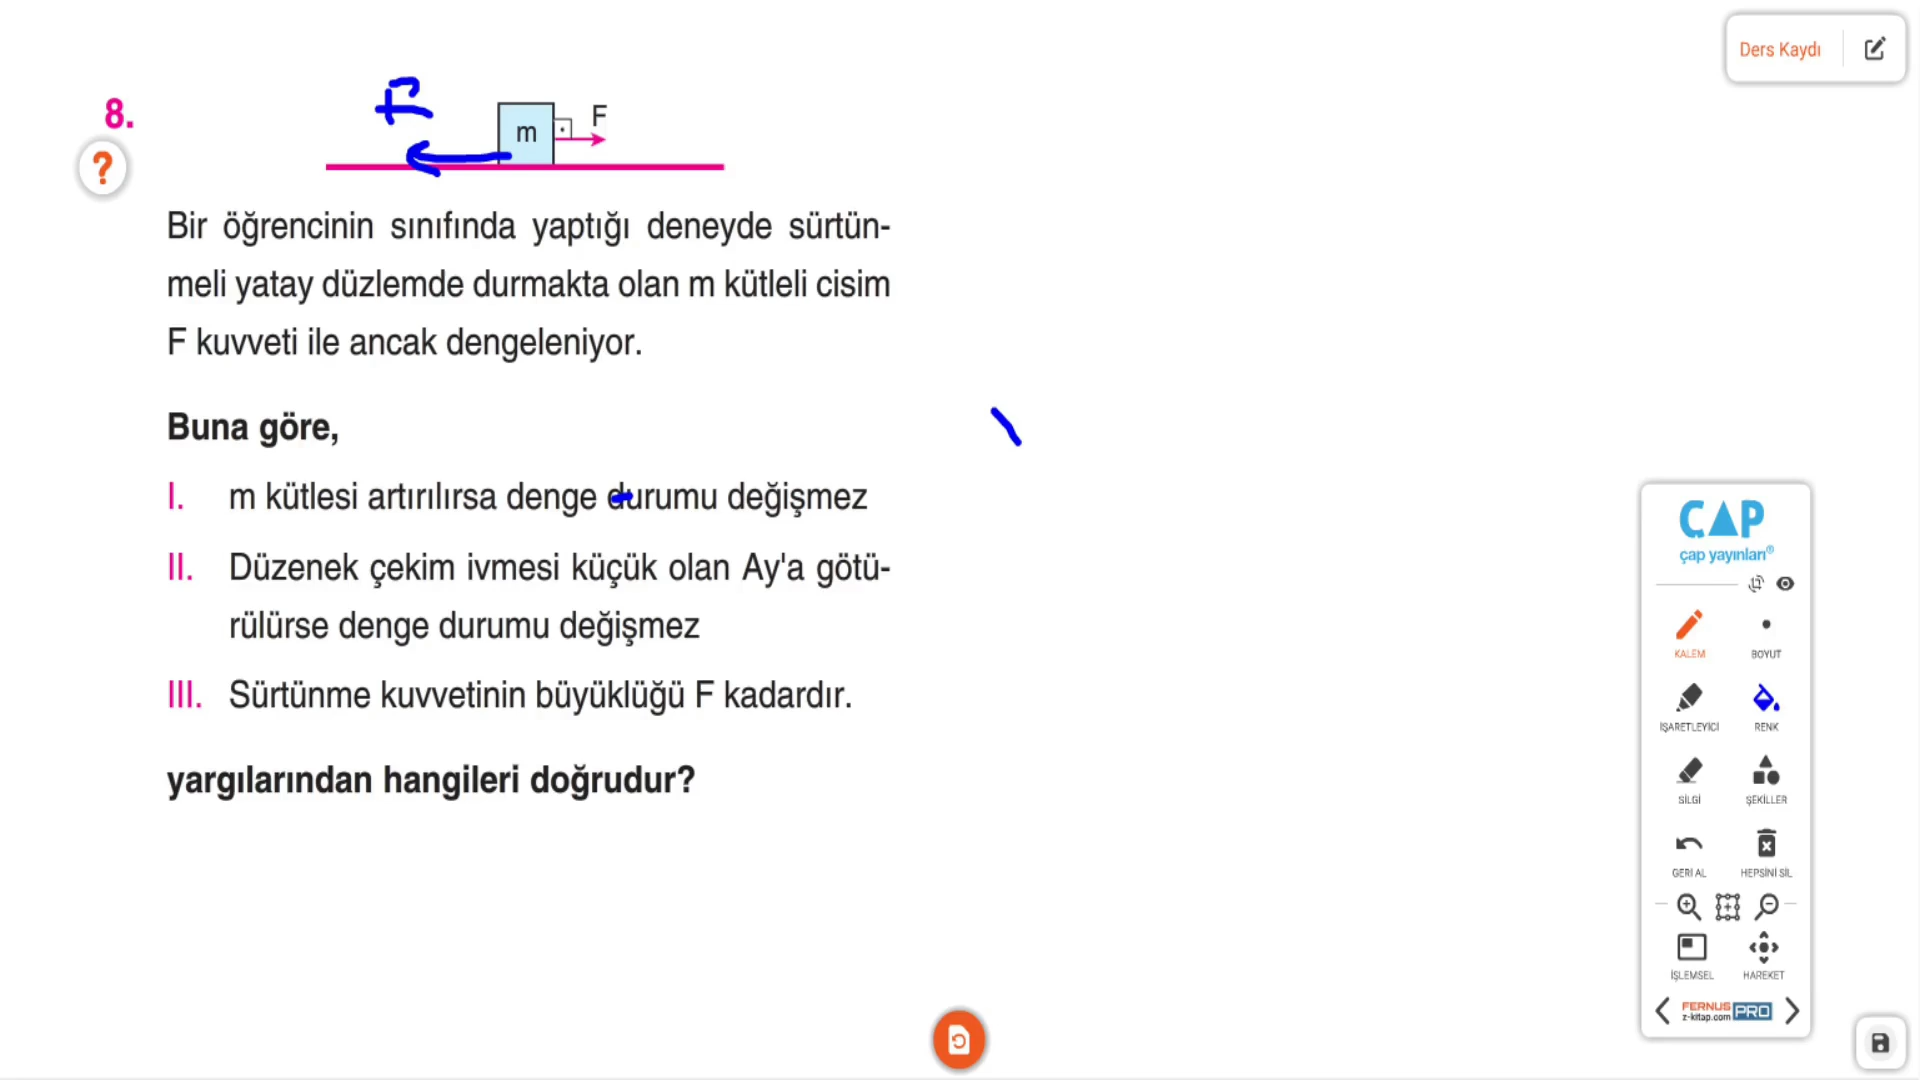 Ders Kaydı
8.
F
m
F
?
Bir öğrencinin sınıfında yaptığı deneyde sürtün-
meli yatay düzlemde durmakta olan m kütleli cisim
F kuvveti ile ancak dengeleniyor.
Buna göre,
I. m kütlesi artırılırsa denge durumu değişmez
II. Düzenek çekim ivmesi küçük olan Ay'a götü-
rülürse denge durumu değişmez
III. Sürtünme kuvvetinin büyüklüğü F kadardır.
yargılarından hangileri doğrudur?
ÇAP
çap yayınları®
KALEM BOYUT
İŞARETLEYİCİ RENK
SİLGİ ŞEKİLLER
GERİ AL HEPSİNİ SİL
İŞLEMSEL HAREKET
FERNUS PRO
z-kitap.com